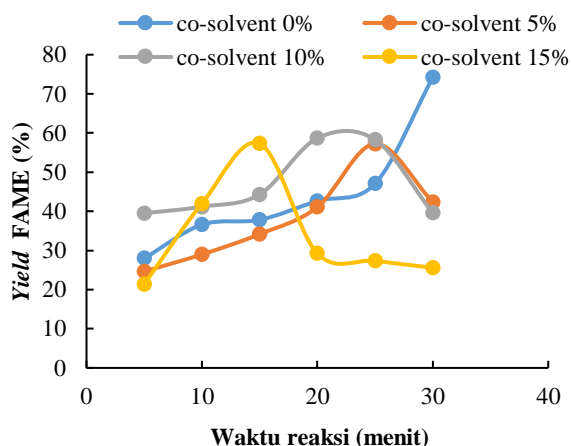 co-solvent 0% co-solvent 5%
co-solvent 10% co-solvent 15%
80
70
60
50
40
30
20
10
0
Yield FAME (%)
0 10 20 30 40
Waktu reaksi (menit)